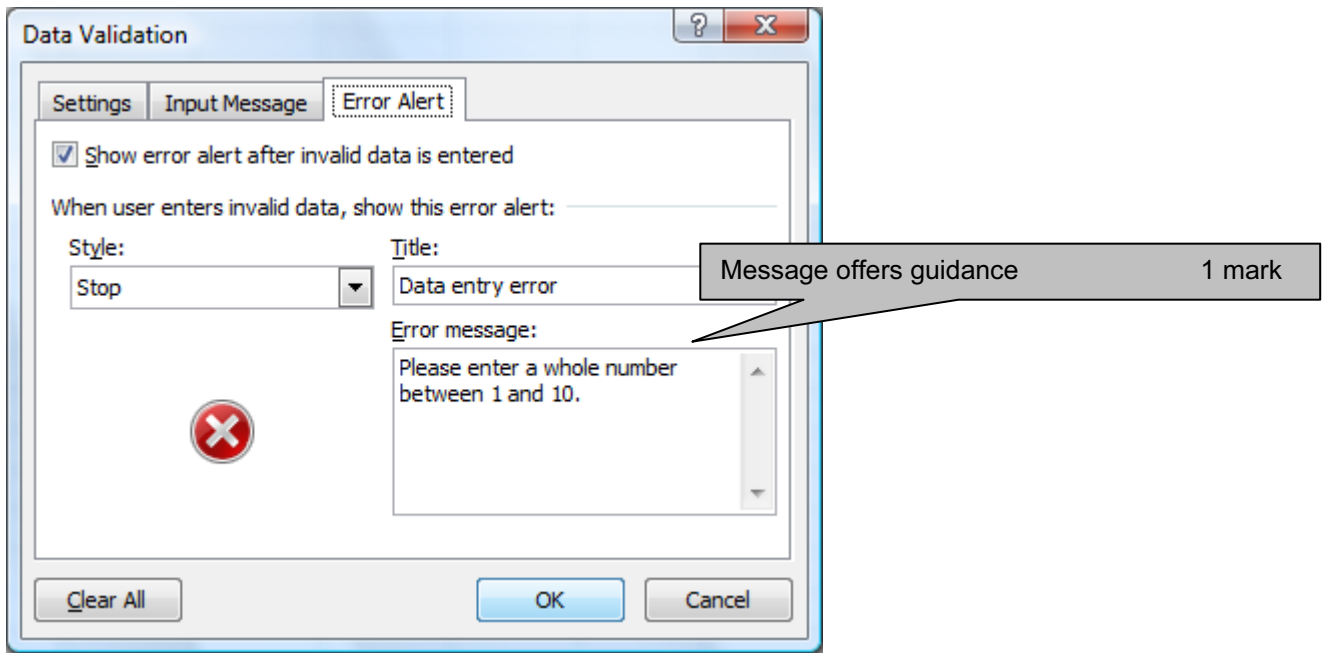 Data Validation
Settings Input Message Error Alert
Show error alert after invalid data is entered
When user enters invalid data, show this error alert:
Style: Title:
Stop Data entry error
Message offers guidance 1 mark
Error message:
Please enter a whole number
between 1 and 10.
Clear All OK Cancel